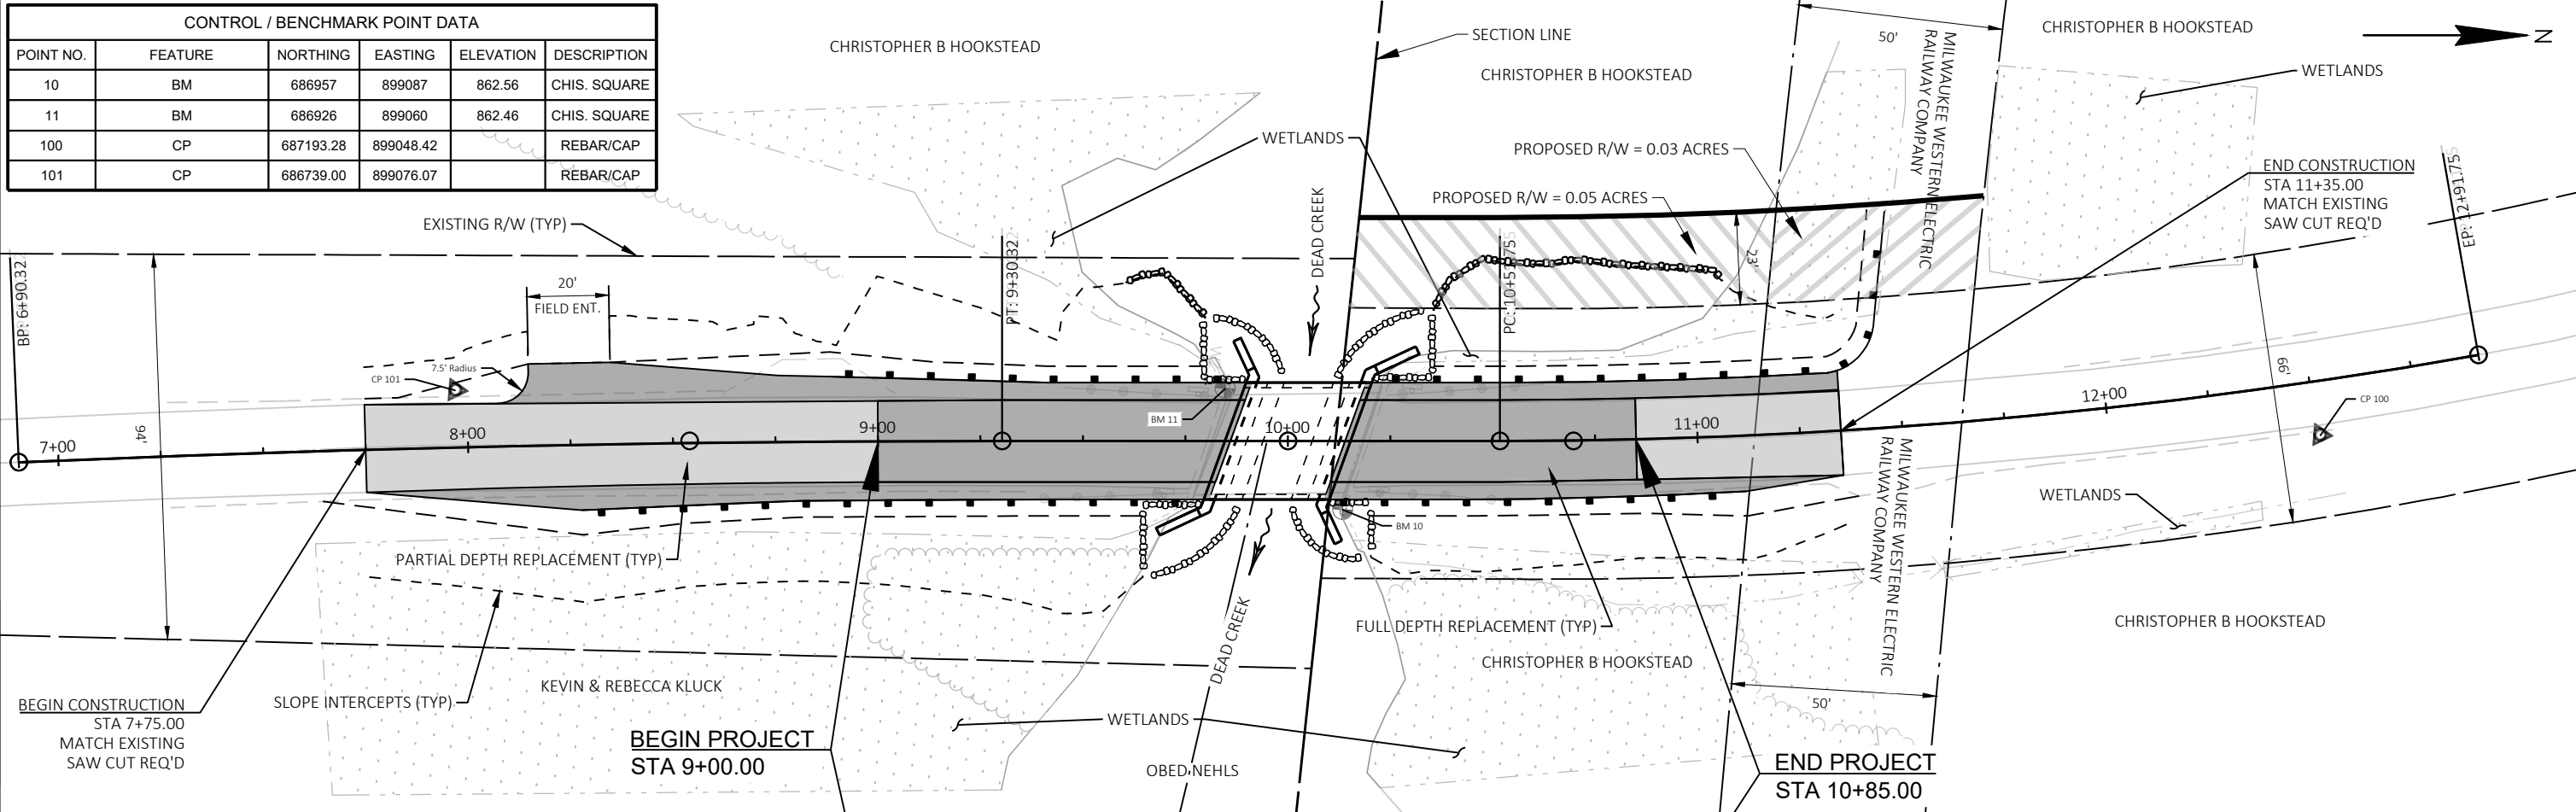 CONTROL / BENCHMARK POINT DATA
POINT NO. FEATURE NORTHING EASTING ELEVATION DESCRIPTION
10 BM 686957 899087 862.56 CHIS. SQUARE
11 BM 686926 899060 862.46 CHIS. SQUARE
100 CP 687193.28 899048.42 REBAR/CAP
101 CP 686739.00 899076.07 REBAR/CAP
CHRISTOPHER B HOOKSTEAD
SECTION LINE
CHRISTOPHER B HOOKSTEAD
50'
MILWAUKEE WESTERN ELECTRIC
RAILWAY COMPANY
CHRISTOPHER B HOOKSTEAD
N
WETLANDS
WETLANDS
PROPOSED R/W = 0.03 ACRES
PROPOSED R/W = 0.05 ACRES
END CONSTRUCTION
STA 11+35.00
MATCH EXISTING
SAW CUT REQ'D
EP: 12+91.75
EXISTING R/W (TYP)
DEAD CREEK
BP: 6+90.32
PT: 9+30.32
PC: 10+51.75
23'
20'
FIELD ENT.
7.5' Radius
CP 101
94'
66'
BM 11
CP 100
7+00
8+00
9+00
10+00
11+00
12+00
BM 10
WETLANDS
MILWAUKEE WESTERN ELECTRIC
RAILWAY COMPANY
PARTIAL DEPTH REPLACEMENT (TYP)
DEAD CREEK
FULL DEPTH REPLACEMENT (TYP)
CHRISTOPHER B HOOKSTEAD
CHRISTOPHER B HOOKSTEAD
KEVIN & REBECCA KLUCK
SLOPE INTERCEPTS (TYP)
BEGIN CONSTRUCTION
STA 7+75.00
MATCH EXISTING
SAW CUT REQ'D
50'
WETLANDS
BEGIN PROJECT
STA 9+00.00
OBED NEHLS
END PROJECT
STA 10+85.00